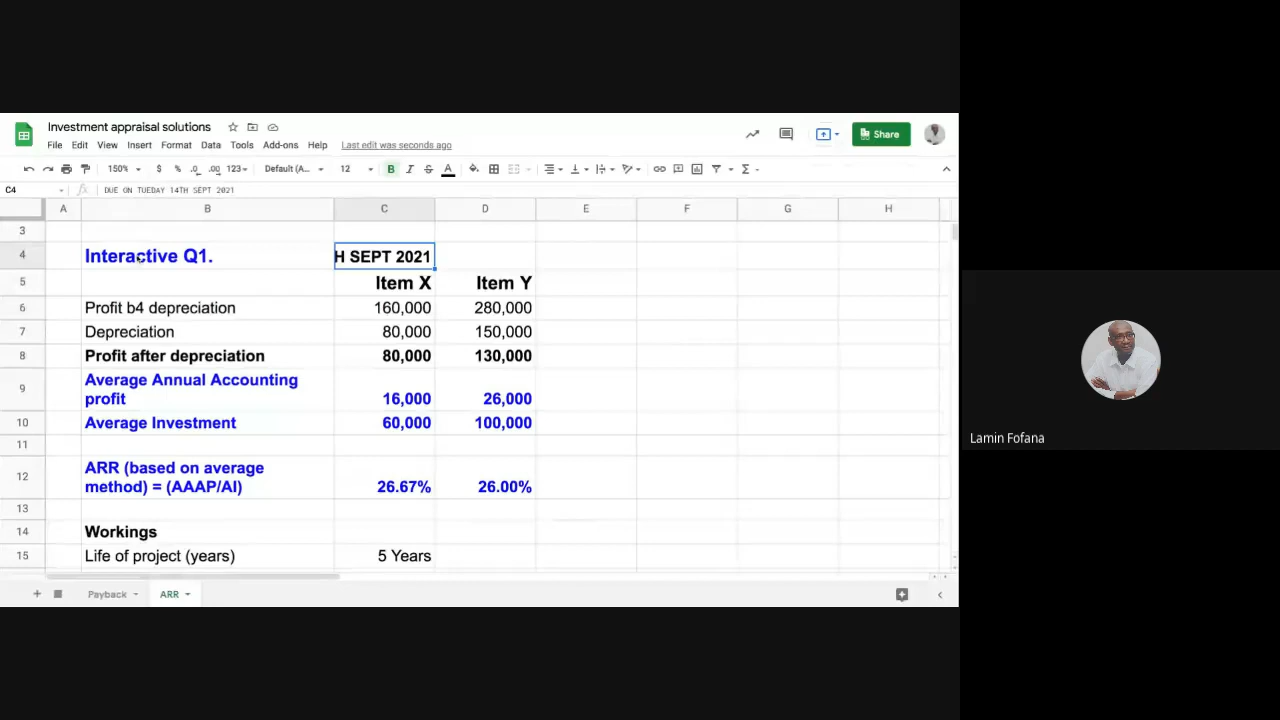 Investment appraisal solutions
File Edit View Insert Format Data Tools Add-ons Help Last edit was seconds ago
Share
150% $ % .0 .00 123 Default (A... 12 B I S A
C4 fx DUE ON TUEDAY 14TH SEPT 2021
A B C D E F G H
3
4 Interactive Q1. H SEPT 2021
5 Item X Item Y
6 Profit b4 depreciation 160,000 280,000
7 Depreciation 80,000 150,000
8 Profit after depreciation 80,000 130,000
Average Annual Accounting
9 profit 16,000 26,000
10 Average Investment 60,000 100,000
11
ARR (based on average
12 method) = (AAAP/AI) 26.67% 26.00%
13
14 Workings
15 Life of project (years) 5 Years
Payback ARR
Lamin Fofana